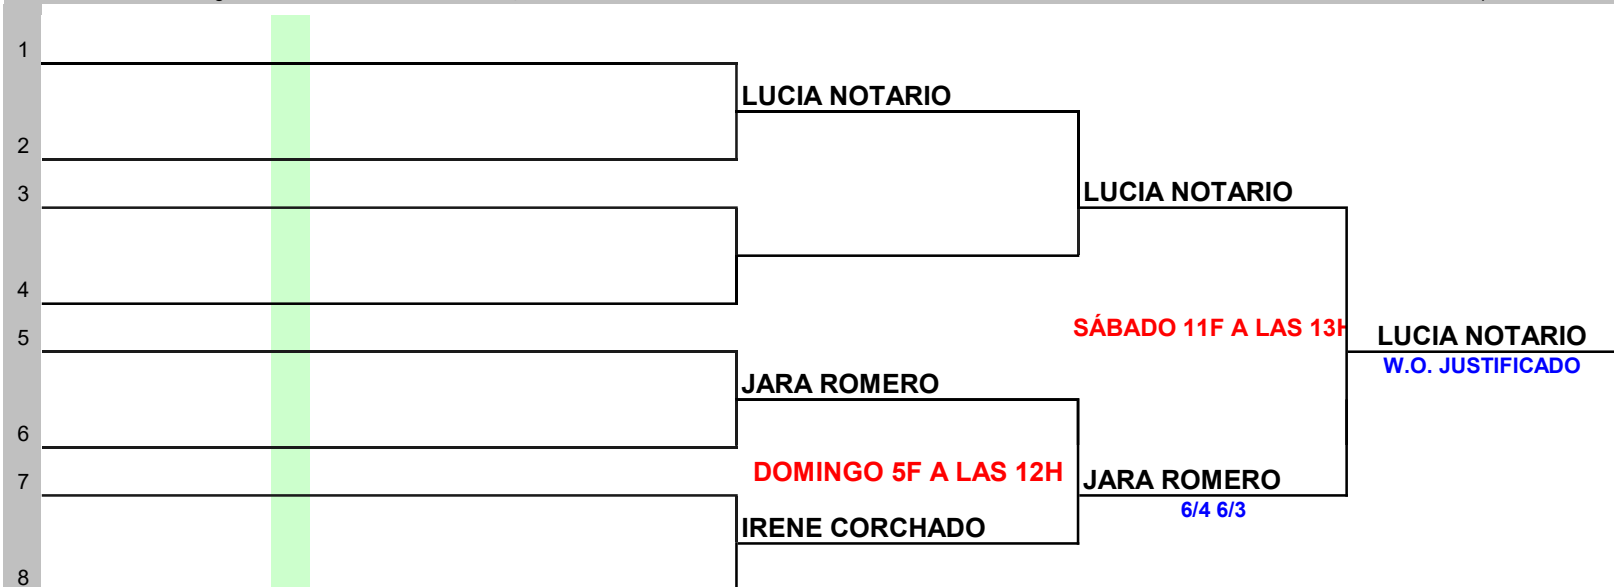 1
LUCIA NOTARIO
2
3
LUCIA NOTARIO
4
SÁBADO 11F A LAS 13H
5
LUCIA NOTARIO
W.O. JUSTIFICADO
JARA ROMERO
6
DOMINGO 5F A LAS 12H
7
JARA ROMERO
6/4 6/3
IRENE CORCHADO
8